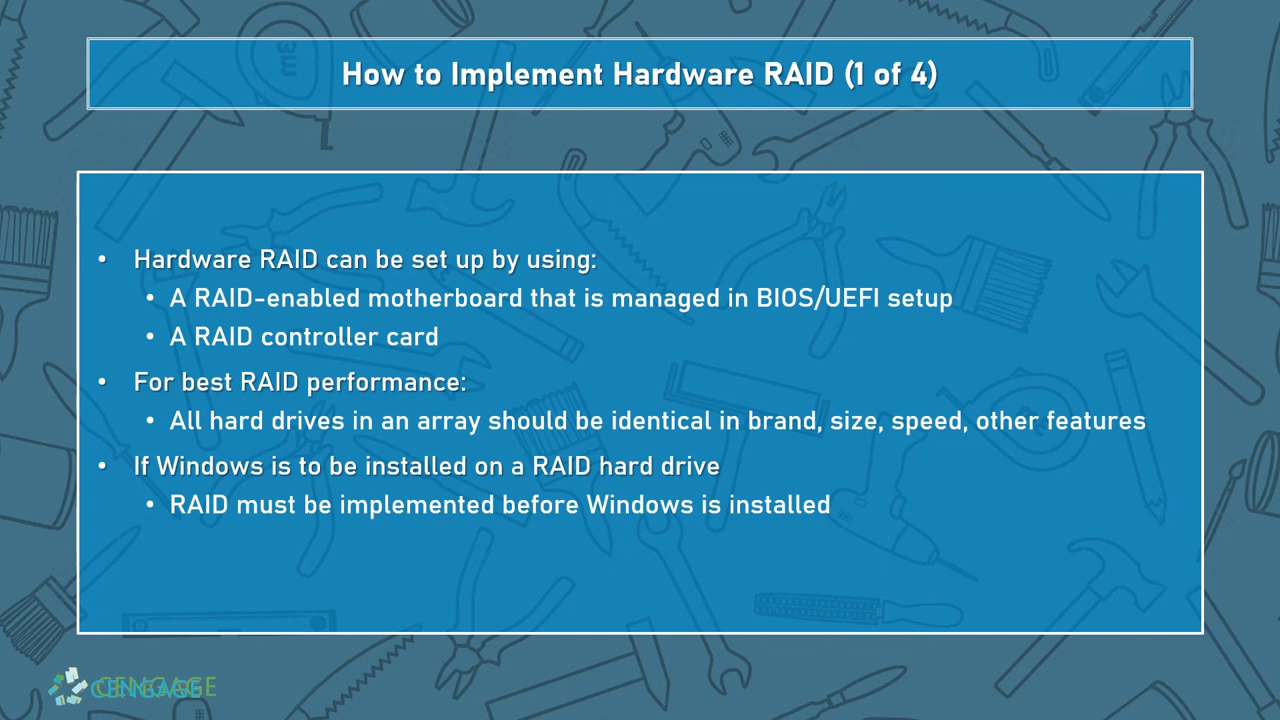 How to Implement Hardware RAID (1 of 4)
• Hardware RAID can be set up by using:
• A RAID-enabled motherboard that is managed in BIOS/UEFI setup
• A RAID controller card
• For best RAID performance:
• All hard drives in an array should be identical in brand, size, speed, other features
• If Windows is to be installed on a RAID hard drive
• RAID must be implemented before Windows is installed
CENGAGE